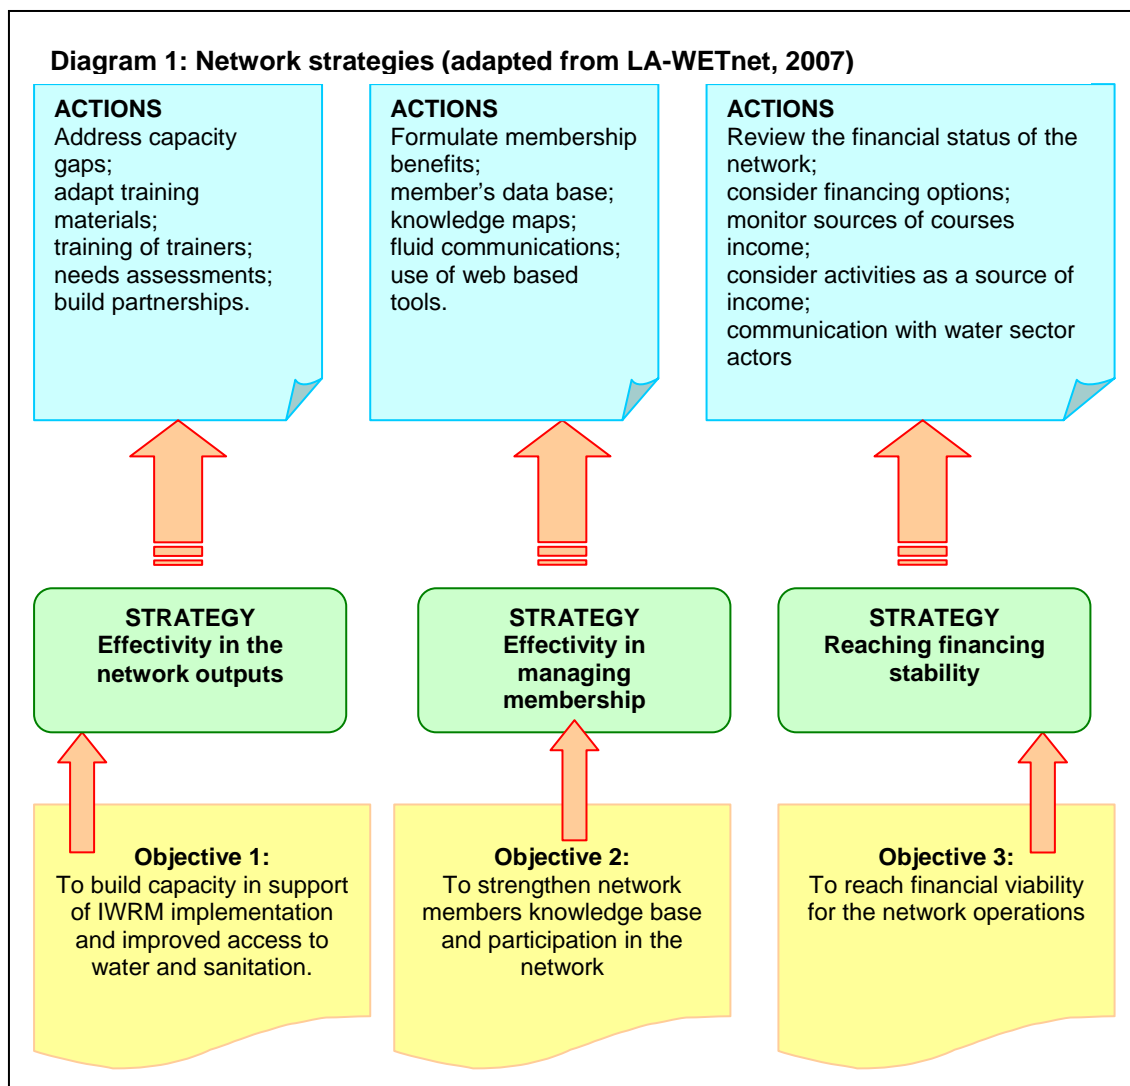 Diagram 1: Network strategies (adapted from LA-WETnet, 2007)
ACTIONS
Address capacity
gaps;
adapt training
materials;
training of trainers;
needs assessments;
build partnerships.
ACTIONS
Formulate membership
benefits;
member’s data base;
knowledge maps;
fluid communications;
use of web based
tools.
ACTIONS
Review the financial status of the
network;
consider financing options;
monitor sources of courses
income;
consider activities as a source of
income;
communication with water sector
actors
STRATEGY
Effectivity in the
network outputs
STRATEGY
Effectivity in
managing
membership
STRATEGY
Reaching financing
stability
Objective 1:
To build capacity in support
of IWRM implementation
and improved access to
water and sanitation.
Objective 2:
To strengthen network
members knowledge base
and participation in the
network
Objective 3:
To reach financial viability
for the network operations